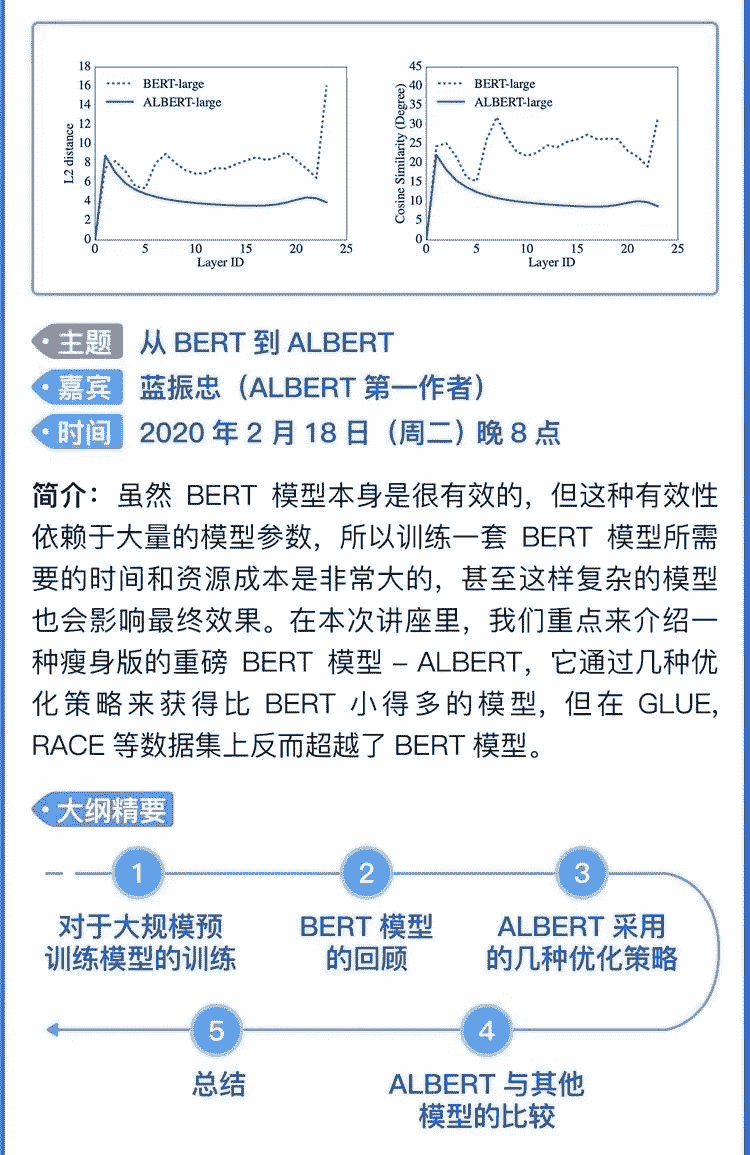 18
16
14
12
10
8
6
4
2
0
L2 distance
BERT-large
ALBERT-large
0 5 10 15 20 25
Layer ID
45
40
35
30
25
20
15
10
5
0
Cosine Similarity (Degree)
BERT-large
ALBERT-large
0 5 10 15 20 25
Layer ID
主题 从 BERT 到 ALBERT
嘉宾 蓝振忠（ALBERT 第一作者）
时间 2020 年 2 月 18 日（周二）晚 8 点
简介：虽然 BERT 模型本身是很有效的，但这种有效性
依赖于大量的模型参数，所以训练一套 BERT 模型所需
要的时间和资源成本是非常大的，甚至这样复杂的模型
也会影响最终效果。在本次讲座里，我们重点来介绍一
种瘦身版的重磅 BERT 模型 – ALBERT，它通过几种优
化策略来获得比 BERT 小得多的模型，但在 GLUE,
RACE 等数据集上反而超越了 BERT 模型。
大纲精要
1
对于大规模预
训练模型的训练
2
BERT 模型
的回顾
3
ALBERT 采用
的几种优化策略
4
ALBERT 与其他
模型的比较
5
总结